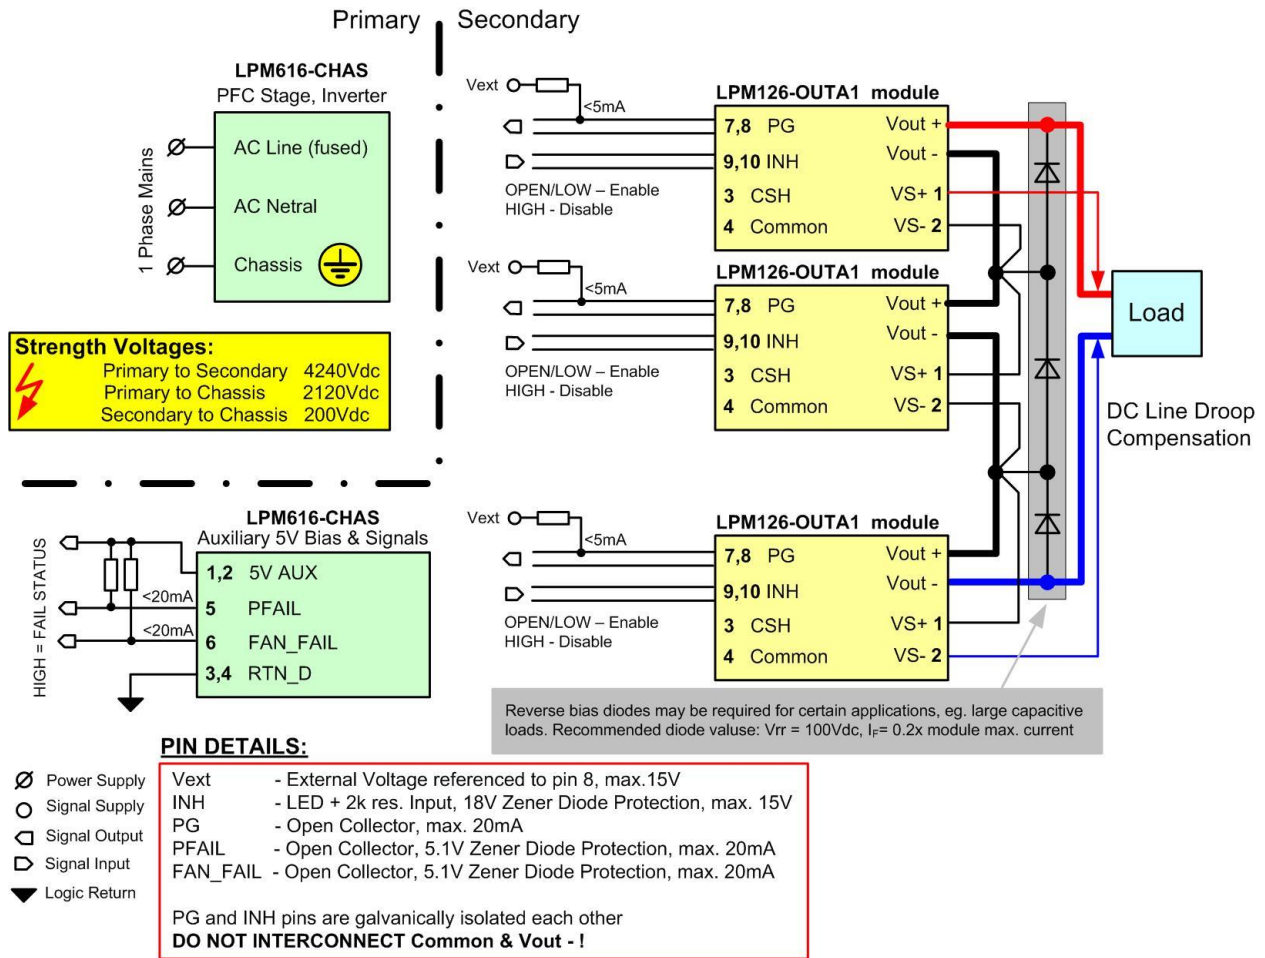 Primary
Secondary
LPM616-CHAS
PFC Stage, Inverter
1 Phase Mains
AC Line (fused)
AC Netral
Chassis
Strength Voltages:
Primary to Secondary 4240Vdc
Primary to Chassis 2120Vdc
Secondary to Chassis 200Vdc
LPM616-CHAS
Auxiliary 5V Bias & Signals
HIGH = FAIL STATUS
<20mA
<20mA
1,2 5V AUX
5 PFAIL
6 FAN_FAIL
3,4 RTN_D
Vext
<5mA
OPEN/LOW – Enable
HIGH - Disable
LPM126-OUTA1 module
7,8 PG
9,10 INH
3 CSH
4 Common
Vout +
Vout -
VS+ 1
VS- 2
Vext
<5mA
OPEN/LOW – Enable
HIGH - Disable
LPM126-OUTA1 module
7,8 PG
9,10 INH
3 CSH
4 Common
Vout +
Vout -
VS+ 1
VS- 2
Vext
<5mA
OPEN/LOW – Enable
HIGH - Disable
LPM126-OUTA1 module
7,8 PG
9,10 INH
3 CSH
4 Common
Vout +
Vout -
VS+ 1
VS- 2
Load
DC Line Droop
Compensation
Reverse bias diodes may be required for certain applications, eg. large capacitive
loads. Recommended diode valuse: Vrr = 100Vdc, IF= 0.2x module max. current
PIN DETAILS:
Power Supply
Signal Supply
Signal Output
Signal Input
Logic Return
Vext - External Voltage referenced to pin 8, max.15V
INH - LED + 2k res. Input, 18V Zener Diode Protection, max. 15V
PG - Open Collector, max. 20mA
PFAIL - Open Collector, 5.1V Zener Diode Protection, max. 20mA
FAN_FAIL - Open Collector, 5.1V Zener Diode Protection, max. 20mA
PG and INH pins are galvanically isolated each other
DO NOT INTERCONNECT Common & Vout - !